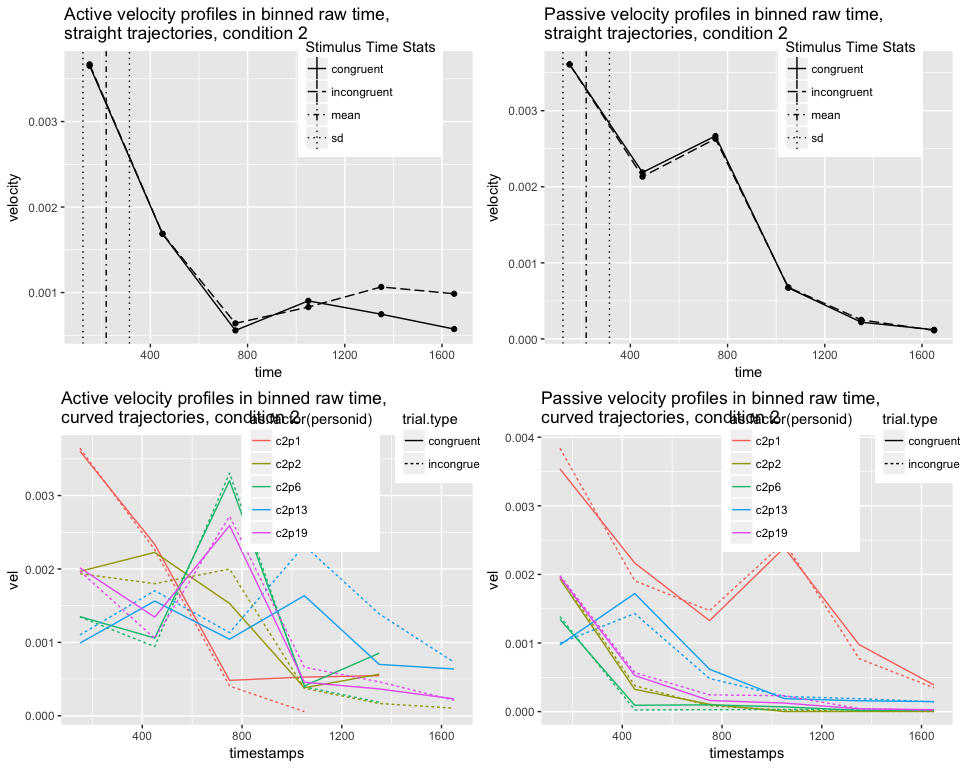 Active velocity profiles in binned raw time,
straight trajectories, condition 2
Stimulus Time Stats
congruent
incongruent
mean
sd
velocity
0.003
0.002
0.001
400
800
1200
1600
time
Passive velocity profiles in binned raw time,
straight trajectories, condition 2
Stimulus Time Stats
congruent
incongruent
mean
sd
velocity
0.003
0.002
0.001
0.000
400
800
1200
1600
time
Active velocity profiles in binned raw time,
curved trajectories, condition 2
as.factor(personid)
c2p1
c2p2
c2p6
c2p13
c2p19
trial.type
congruent
incongrue
vel
0.003
0.002
0.001
0.000
400
800
1200
1600
timestamps
Passive velocity profiles in binned raw time,
curved trajectories, condition 2
as.factor(personid)
c2p1
c2p2
c2p6
c2p13
c2p19
trial.type
congruent
incongrue
vel
0.004
0.003
0.002
0.001
0.000
400
800
1200
1600
timestamps